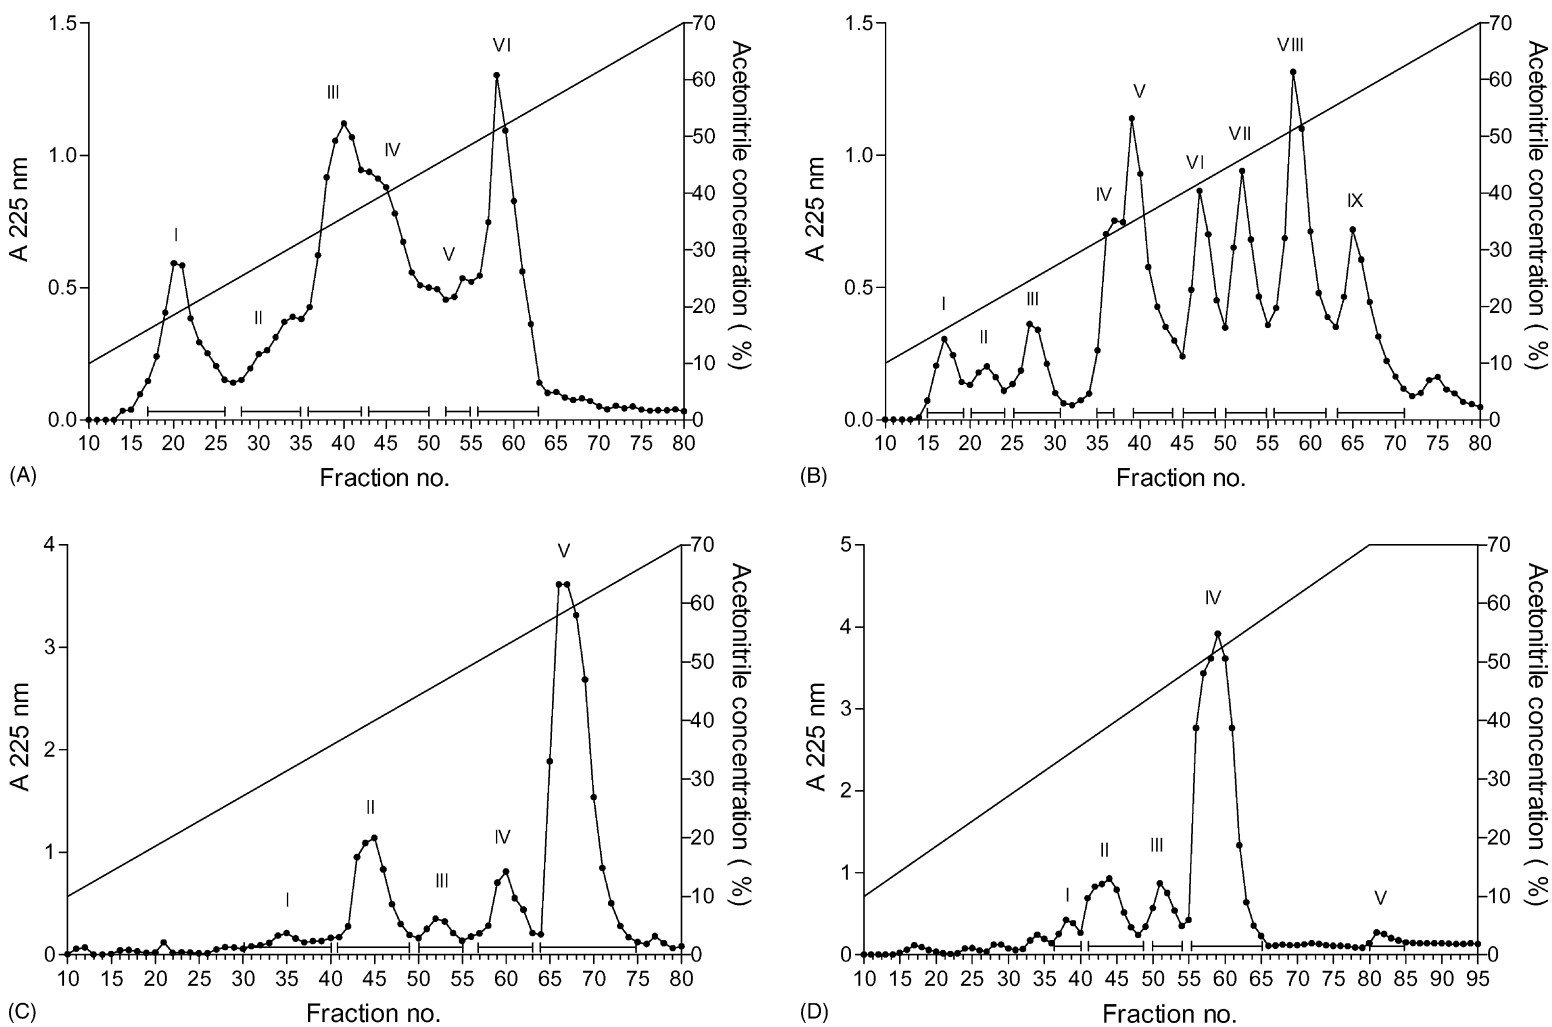 1.5
1.0
0.5
0.0
A 225 nm
70
60
50
40
30
20
10
0
Acetonitrile concentration ( %)
I
II
III
IV
V
VI
10 15 20 25 30 35 40 45 50 55 60 65 70 75 80
Fraction no.
(A)
1.5
1.0
0.5
0.0
A 225 nm
70
60
50
40
30
20
10
0
Acetonitrile concentration ( %)
I
II
III
IV
V
VI
VII
VIII
IX
10 15 20 25 30 35 40 45 50 55 60 65 70 75 80
Fraction no.
(B)
4
3
2
1
0
A 225 nm
70
60
50
40
30
20
10
0
Acetonitrile concentration ( %)
I
II
III
IV
V
10 15 20 25 30 35 40 45 50 55 60 65 70 75 80
Fraction no.
(C)
5
4
3
2
1
0
A 225 nm
70
60
50
40
30
20
10
0
Acetonitrile concentration ( %)
I
II
III
IV
V
10 15 20 25 30 35 40 45 50 55 60 65 70 75 80 85 90 95
Fraction no.
(D)